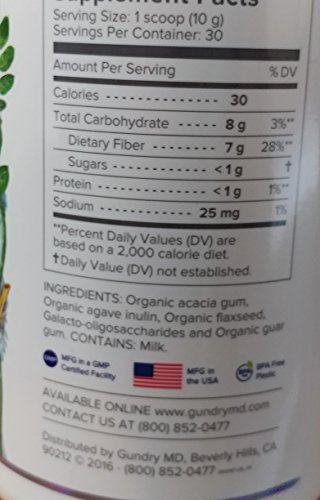 Supplement Facts
Serving Size: 1 scoop (10 g)
Servings Per Container: 30
Amount Per Serving % DV
Calories 30
Total Carbohydrate 8 g 3%**
Dietary Fiber 7 g 28%**
Sugars <1 g †
Protein <1 g 1%**
Sodium 25 mg 1%
**Percent Daily Values (DV) are
based on a 2,000 calorie diet.
†Daily Value (DV) not established.
INGREDIENTS: Organic acacia gum,
Organic agave inulin, Organic flaxseed,
Galacto-oligosaccharides and Organic guar
gum. CONTAINS: Milk.
GMP MFG in a GMP Certified Facility
MFG in the USA
BPA BPA Free Plastic
AVAILABLE ONLINE www.gundrymd.com
CONTACT US AT (800) 852-0477
Distributed by Gundry MD, Beverly Hills, CA
90212 © 2016 - (800) 852-0477